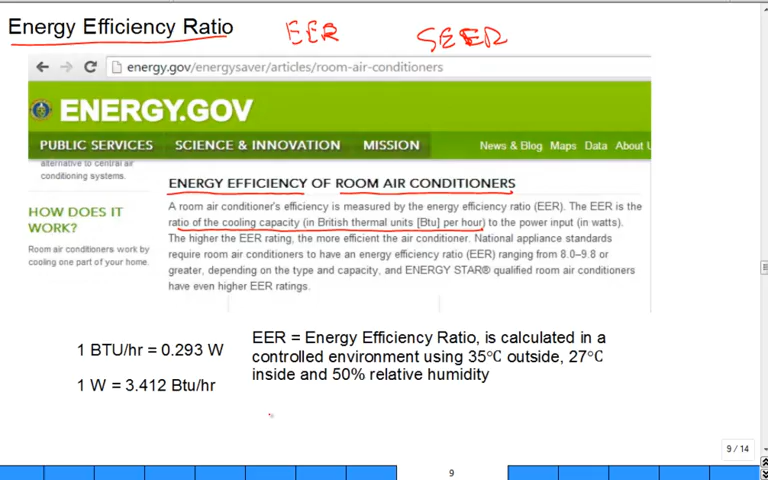 Energy Efficiency Ratio EER SEER
energy.gov/energysaver/articles/room-air-conditioners
ENERGY.GOV
PUBLIC SERVICES SCIENCE & INNOVATION MISSION News & Blog Maps Data About U
alternative to central air
conditioning systems.
HOW DOES IT
WORK?
Room air conditioners work by
cooling one part of your home.
ENERGY EFFICIENCY OF ROOM AIR CONDITIONERS
A room air conditioner's efficiency is measured by the energy efficiency ratio (EER). The EER is the
ratio of the cooling capacity (in British thermal units [Btu] per hour) to the power input (in watts).
The higher the EER rating, the more efficient the air conditioner. National appliance standards
require room air conditioners to have an energy efficiency ratio (EER) ranging from 8.0–9.8 or
greater, depending on the type and capacity, and ENERGY STAR® qualified room air conditioners
have even higher EER ratings.
1 BTU/hr = 0.293 W
1 W = 3.412 Btu/hr
EER = Energy Efficiency Ratio, is calculated in a
controlled environment using 35°C outside, 27°C
inside and 50% relative humidity
9 / 14
9